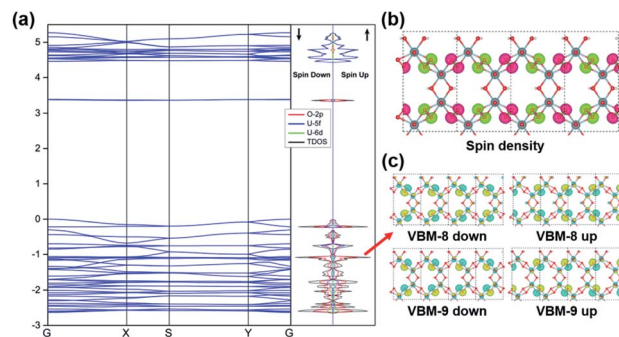 (a)
5
4
3
2
1
0
-1
-2
-3
G
X
S
Y
G
Spin Down
Spin Up
O-2p
U-5f
U-6d
TDOS
(b)
Spin density
(c)
VBM-8 down
VBM-8 up
VBM-9 down
VBM-9 up